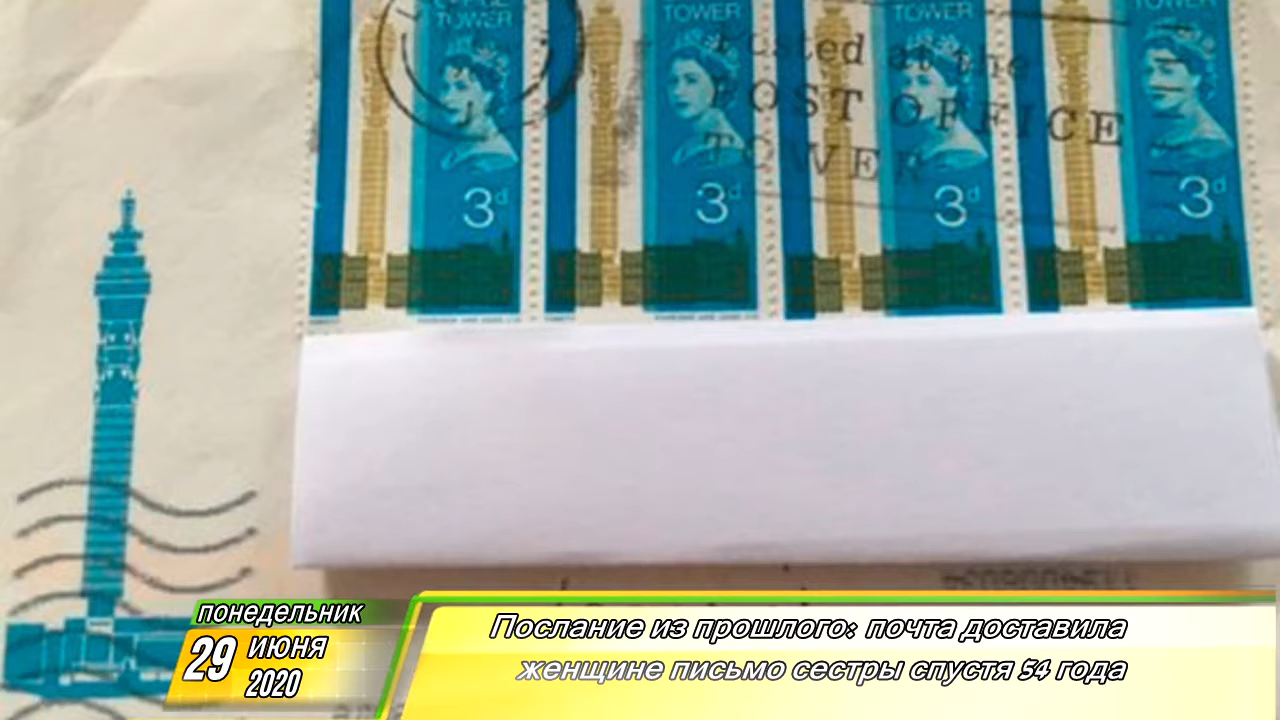 TOWER
TOWER
TOWER
TOWER
Posted at the
POST OFFICE
TOWER
3d
3d
3d
3d
понедельник
29 июня
2020
Послание из прошлого: почта доставила
женщине письмо сестры спустя 54 года